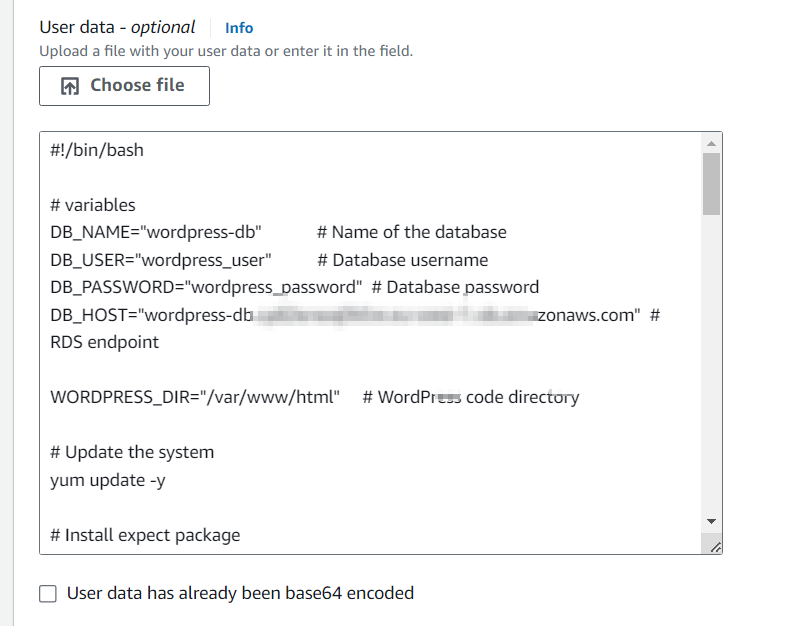 User data - optional Info
Upload a file with your user data or enter it in the field.
Choose file
#!/bin/bash
# variables
DB_NAME="wordpress-db" # Name of the database
DB_USER="wordpress_user" # Database username
DB_PASSWORD="wordpress_password" # Database password
DB_HOST="wordpress-db zonaws.com" #
RDS endpoint
WORDPRESS_DIR="/var/www/html" # WordPress code directory
# Update the system
yum update -y
# Install expect package
User data has already been base64 encoded